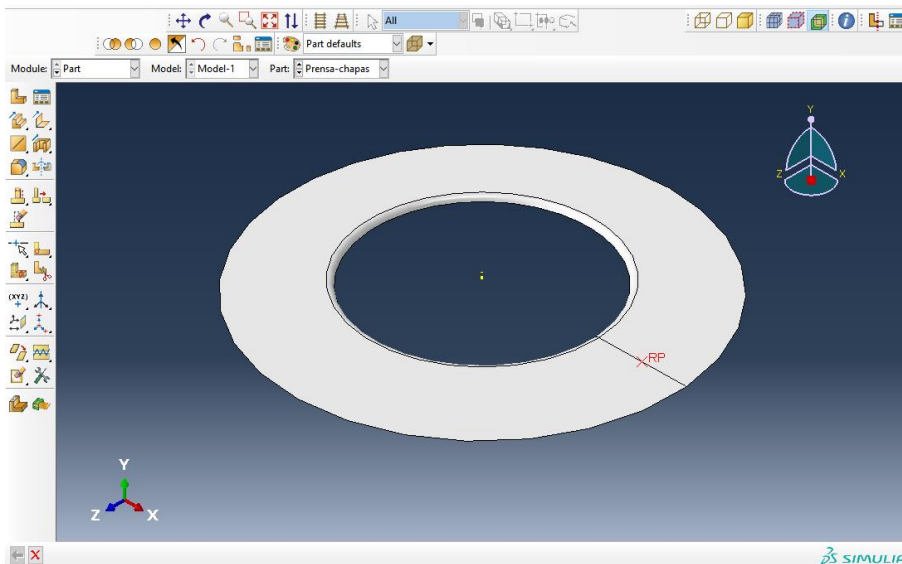 All
Part defaults
Module: Part Model: Model-1 Part: Prensa-chapas
(XYZ)
Y
Z X
RP
Y
Z X
SIMULIA